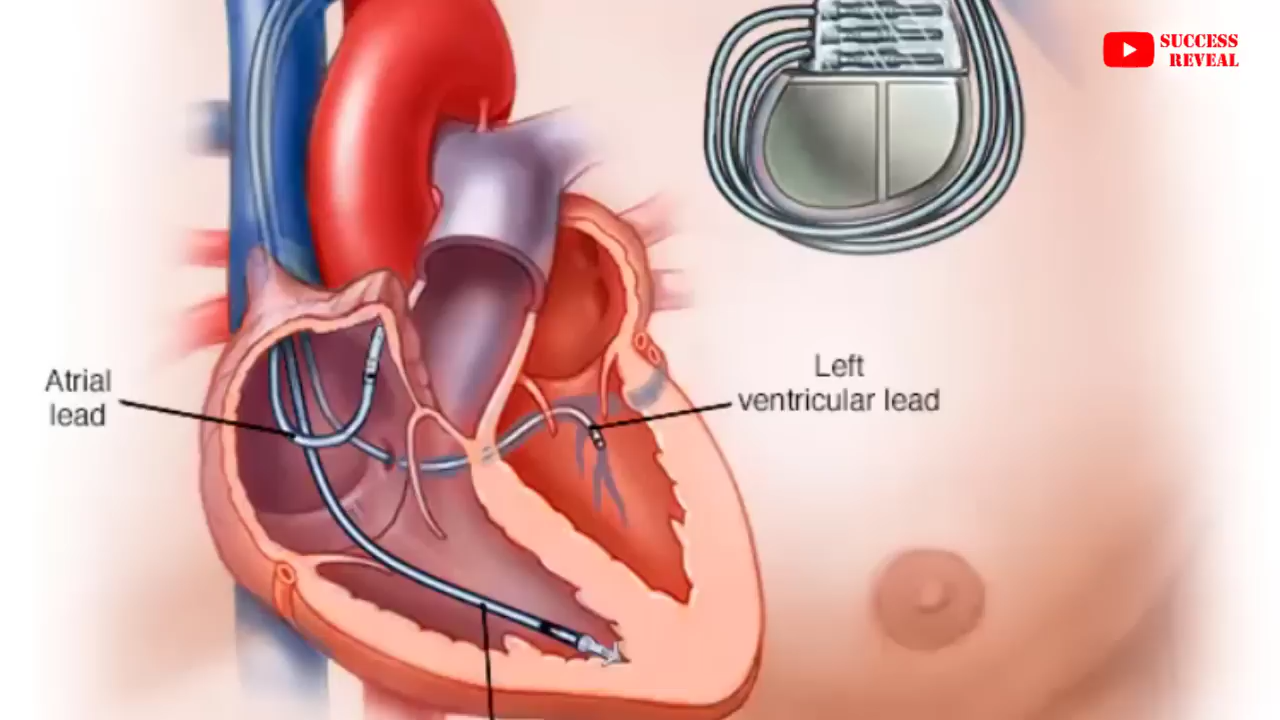 SUCCESS
REVEAL
Atrial
lead
Left
ventricular lead